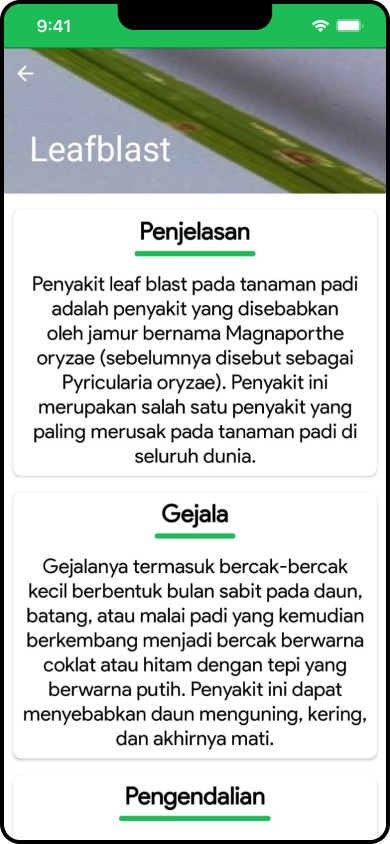 9:41
Leafblast
Penjelasan
Penyakit leaf blast pada tanaman padi
adalah penyakit yang disebabkan
oleh jamur bernama Magnaporthe
oryzae (sebelumnya disebut sebagai
Pyricularia oryzae). Penyakit ini
merupakan salah satu penyakit yang
paling merusak pada tanaman padi di
seluruh dunia.
Gejala
Gejalanya termasuk bercak-bercak
kecil berbentuk bulan sabit pada daun,
batang, atau malai padi yang kemudian
berkembang menjadi bercak berwarna
coklat atau hitam dengan tepi yang
berwarna putih. Penyakit ini dapat
menyebabkan daun menguning, kering,
dan akhirnya mati.
Pengendalian